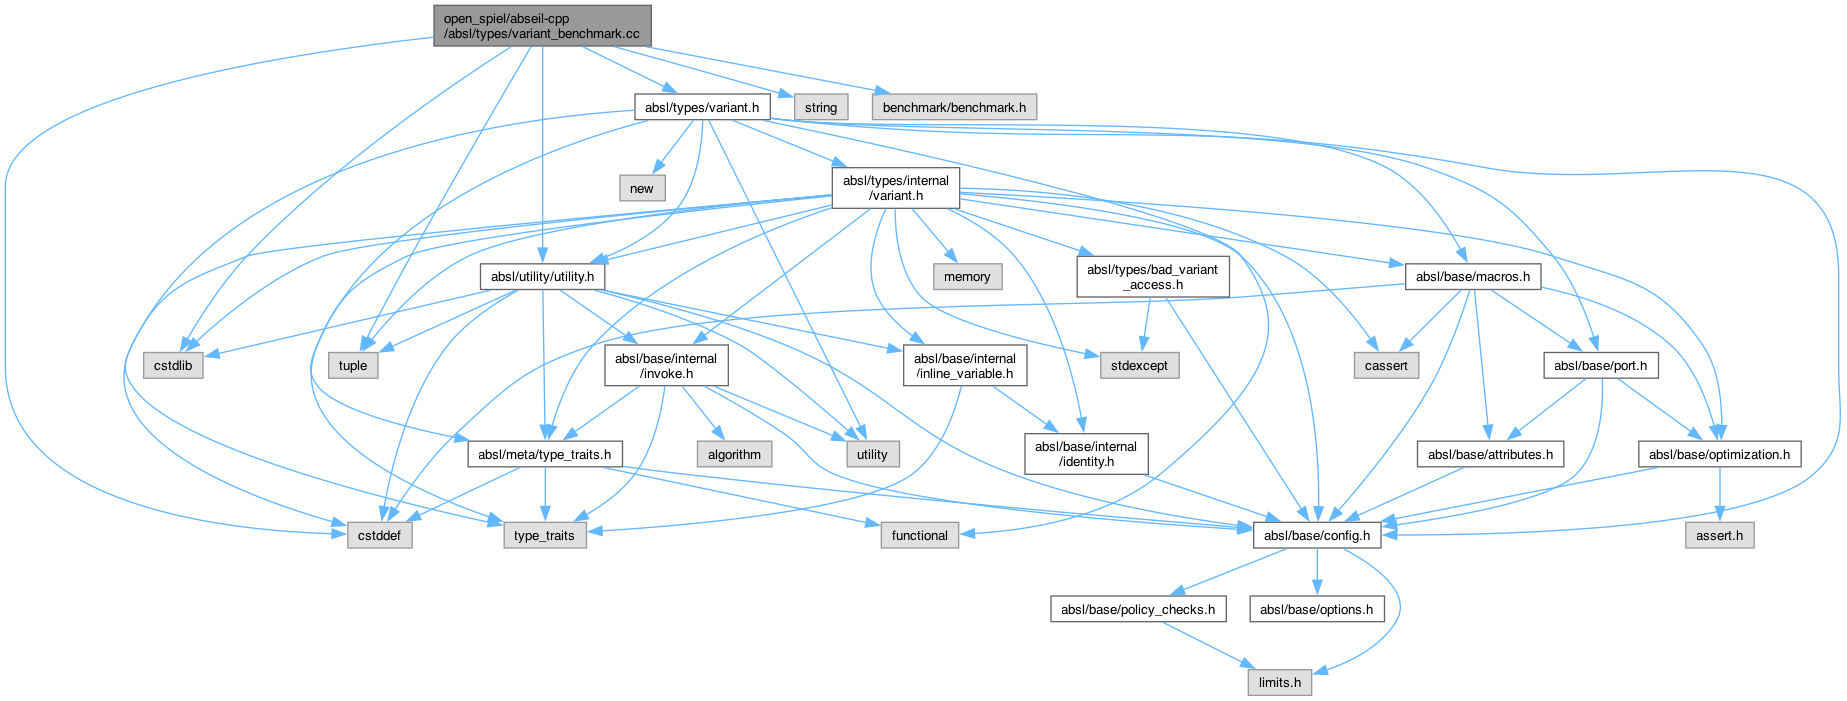 open_spiel/abseil-cpp
/absl/types/variant_benchmark.cc
absl/types/variant.h
string
benchmark/benchmark.h
new
absl/types/internal
/variant.h
absl/utility/utility.h
memory
absl/types/bad_variant
_access.h
absl/base/macros.h
cstdlib
tuple
absl/base/internal
/invoke.h
absl/base/internal
/inline_variable.h
stdexcept
cassert
absl/base/port.h
absl/meta/type_traits.h
algorithm
utility
absl/base/internal
/identity.h
absl/base/attributes.h
absl/base/optimization.h
cstddef
type_traits
functional
absl/base/config.h
assert.h
absl/base/policy_checks.h
absl/base/options.h
limits.h